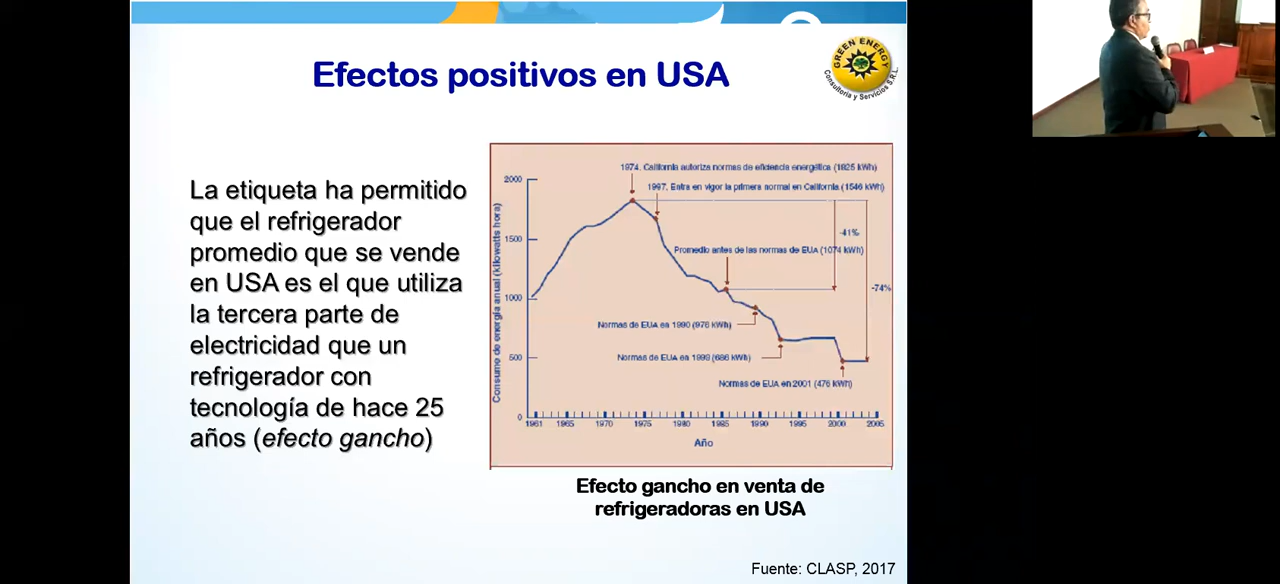 Efectos positivos en USA
GREEN ENERGY
Consultoría y Servicios S.R.L.
La etiqueta ha permitido
que el refrigerador
promedio que se vende
en USA es el que utiliza
la tercera parte de
electricidad que un
refrigerador con
tecnología de hace 25
años (efecto gancho)
1974. California autoriza normas de eficiencia energética (1825 kWh)
1997. Entra en vigor la primera normal en California (1546 kWh)
-41%
Promedio antes de las normas de EUA (1074 kWh)
-74%
Normas de EUA en 1990 (976 kWh)
Normas de EUA en 1993 (686 kWh)
Normas de EUA en 2001 (476 kWh)
Consumo de energía anual (kilowatts hora)
2000
1500
1000
500
0
1961 1965 1970 1975 1980 1985 1990 1995 2000 2005
Año
Efecto gancho en venta de
refrigeradoras en USA
Fuente: CLASP, 2017